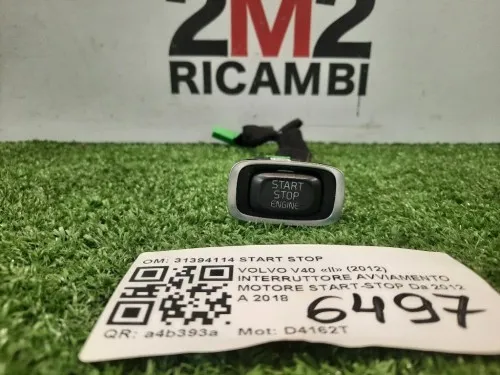 2M2
RICAMBI
START
STOP
ENGINE
OM: 31394114 START STOP
VOLVO V40 «II» (2012)
INTERRUTTORE AVVIAMENTO
MOTORE START-STOP Da 2012
A 2018
6497
QR: a4b393a Mot: D4162T